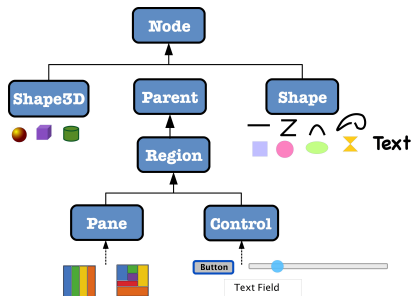 Node
Shape3D
Parent
Shape
Text
Region
Pane
Control
Button
Text Field